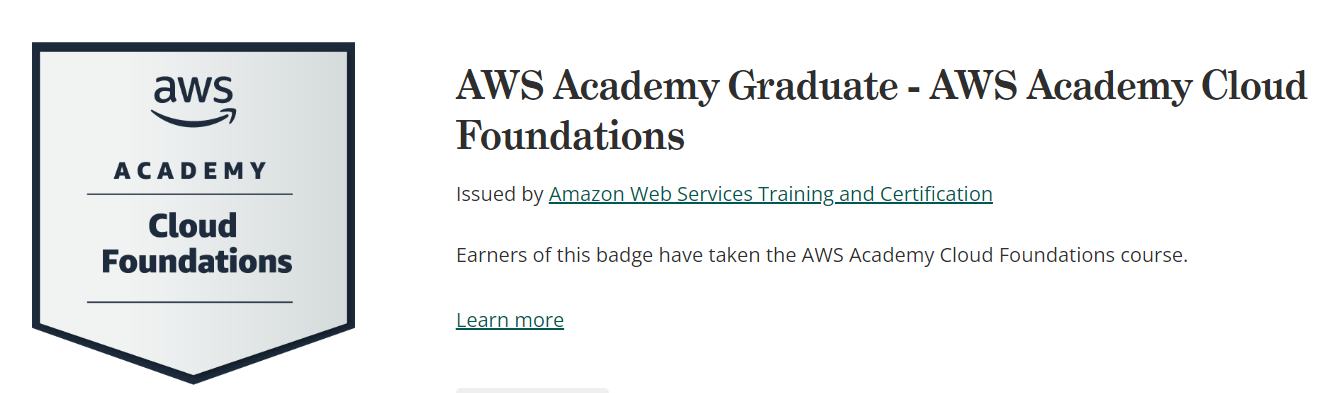 aws
ACADEMY
Cloud
Foundations
AWS Academy Graduate - AWS Academy Cloud
Foundations
Issued by Amazon Web Services Training and Certification
Earners of this badge have taken the AWS Academy Cloud Foundations course.
Learn more